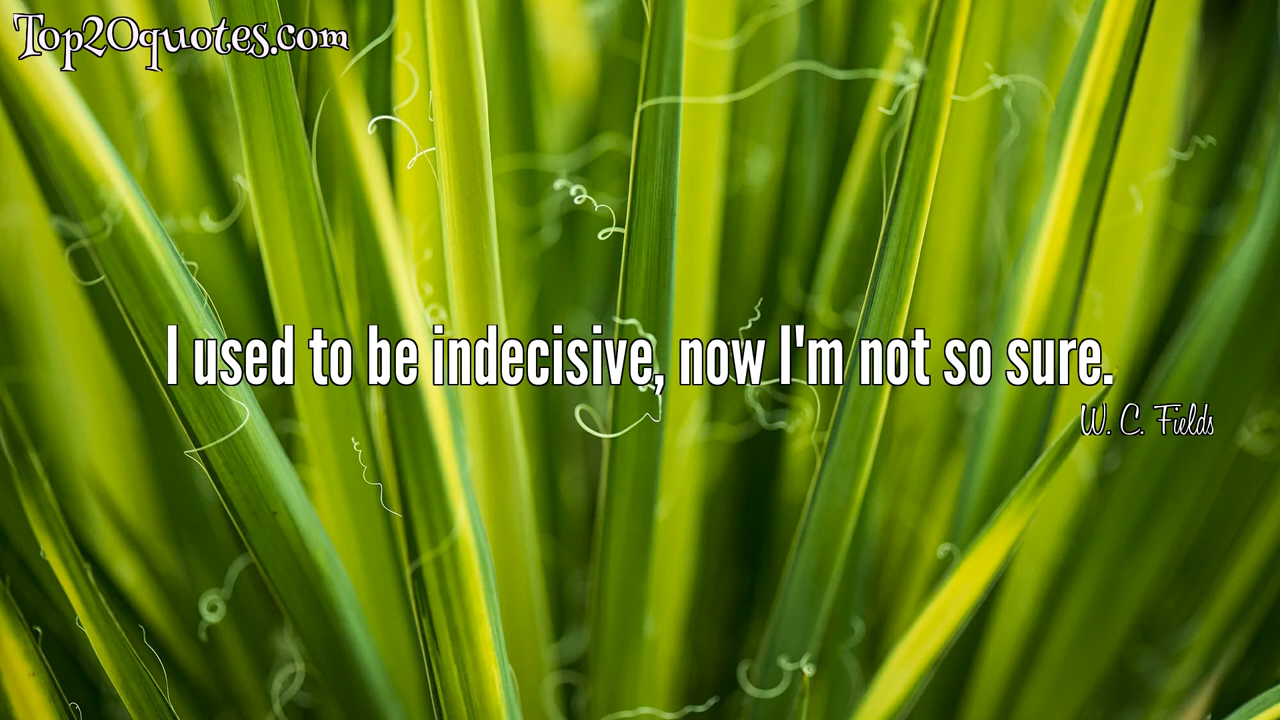 Top20quotes.com
I used to be indecisive, now I'm not so sure.
W. C. Fields